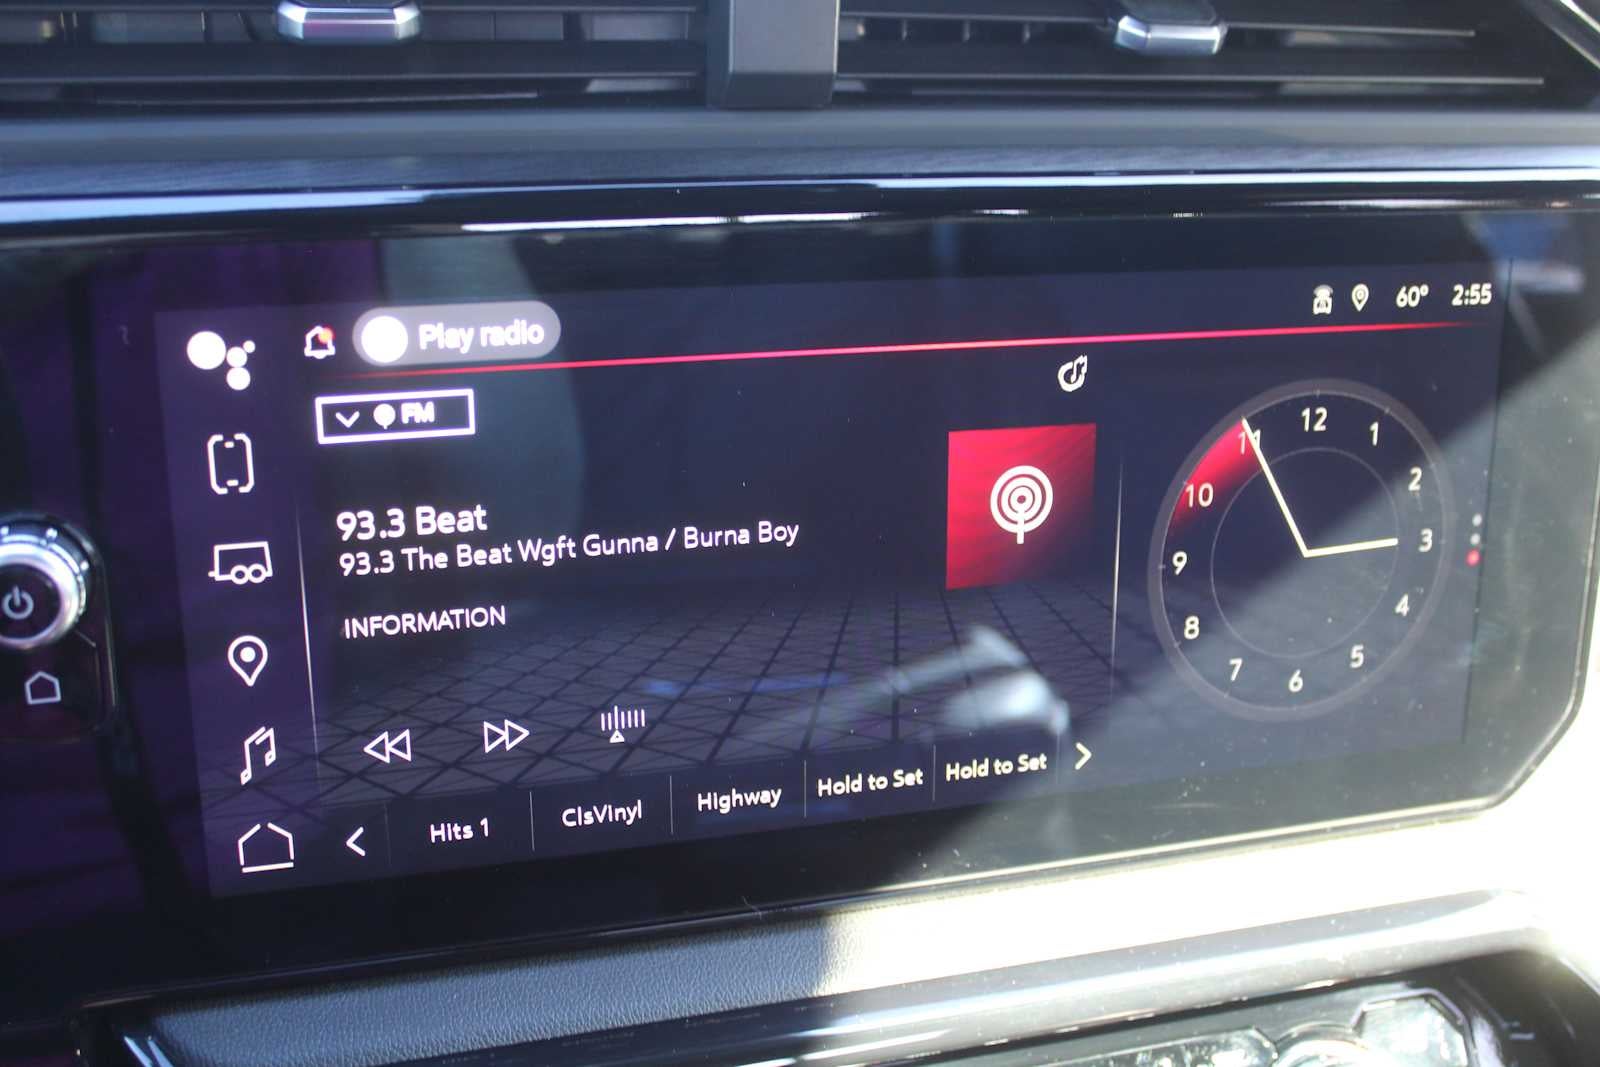 Play radio
60° 2:55
FM
93.3 Beat
93.3 The Beat Wgft Gunna / Burna Boy
INFORMATION
Hits 1 ClsVinyl Highway Hold to Set Hold to Set
12
1
2
3
4
5
6
7
8
9
10
11